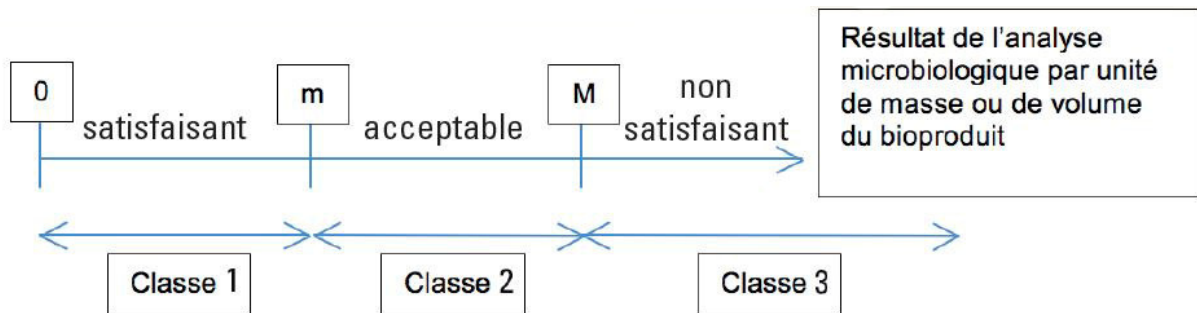 0
satisfaisant
m
acceptable
M
non
satisfaisant
Résultat de l'analyse
microbiologique par unité
de masse ou de volume
du bioproduit
Classe 1
Classe 2
Classe 3